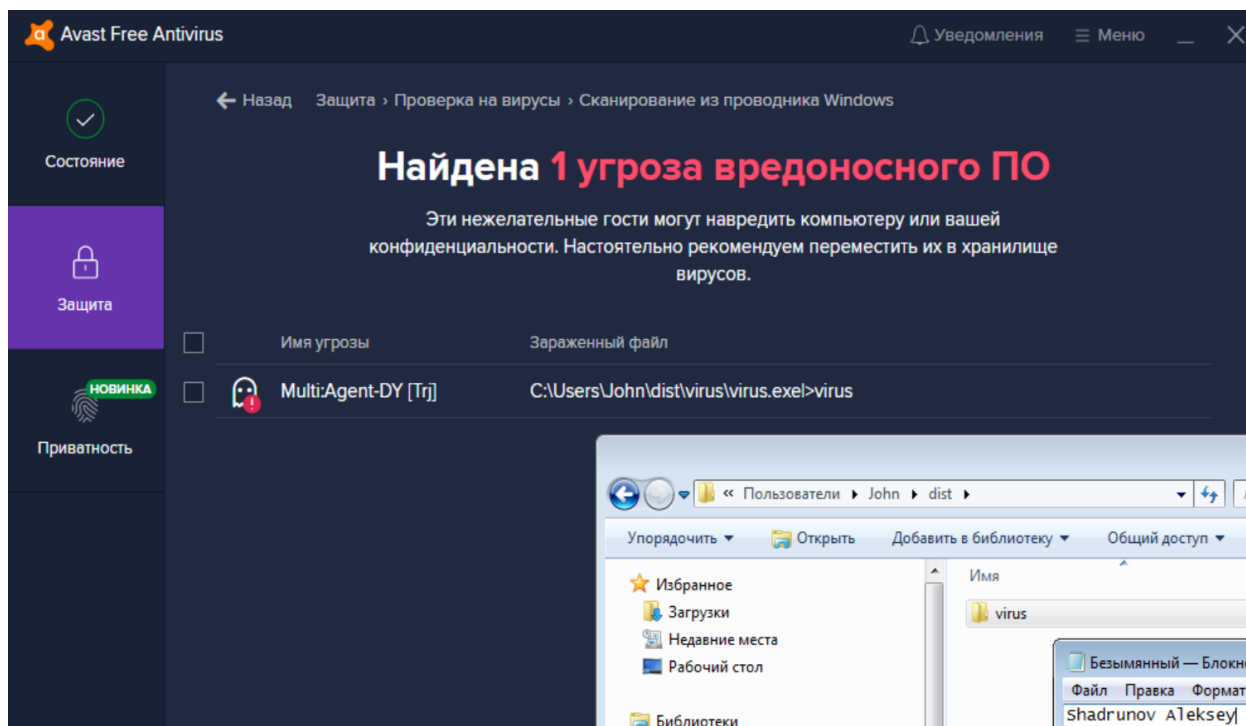 Avast Free Antivirus
Уведомления
Меню
Назад Защита › Проверка на вирусы › Сканирование из проводника Windows
Состояние
Найдена 1 угроза вредоносного ПО
Эти нежелательные гости могут навредить компьютеру или вашей
конфиденциальности. Настоятельно рекомендуем переместить их в хранилище
вирусов.
Защита
Имя угрозы Зараженный файл
Multi:Agent-DY [Trj] C:\Users\John\dist\virus\virus.exe|>virus
НОВИНКА
Приватность
« Пользователи John dist
Упорядочить Открыть Добавить в библиотеку Общий доступ
Избранное
Загрузки
Недавние места
Рабочий стол
Библиотеки
Имя
virus
Безымянный — Блокн
Файл Правка Формат
Shadrunov Aleksey